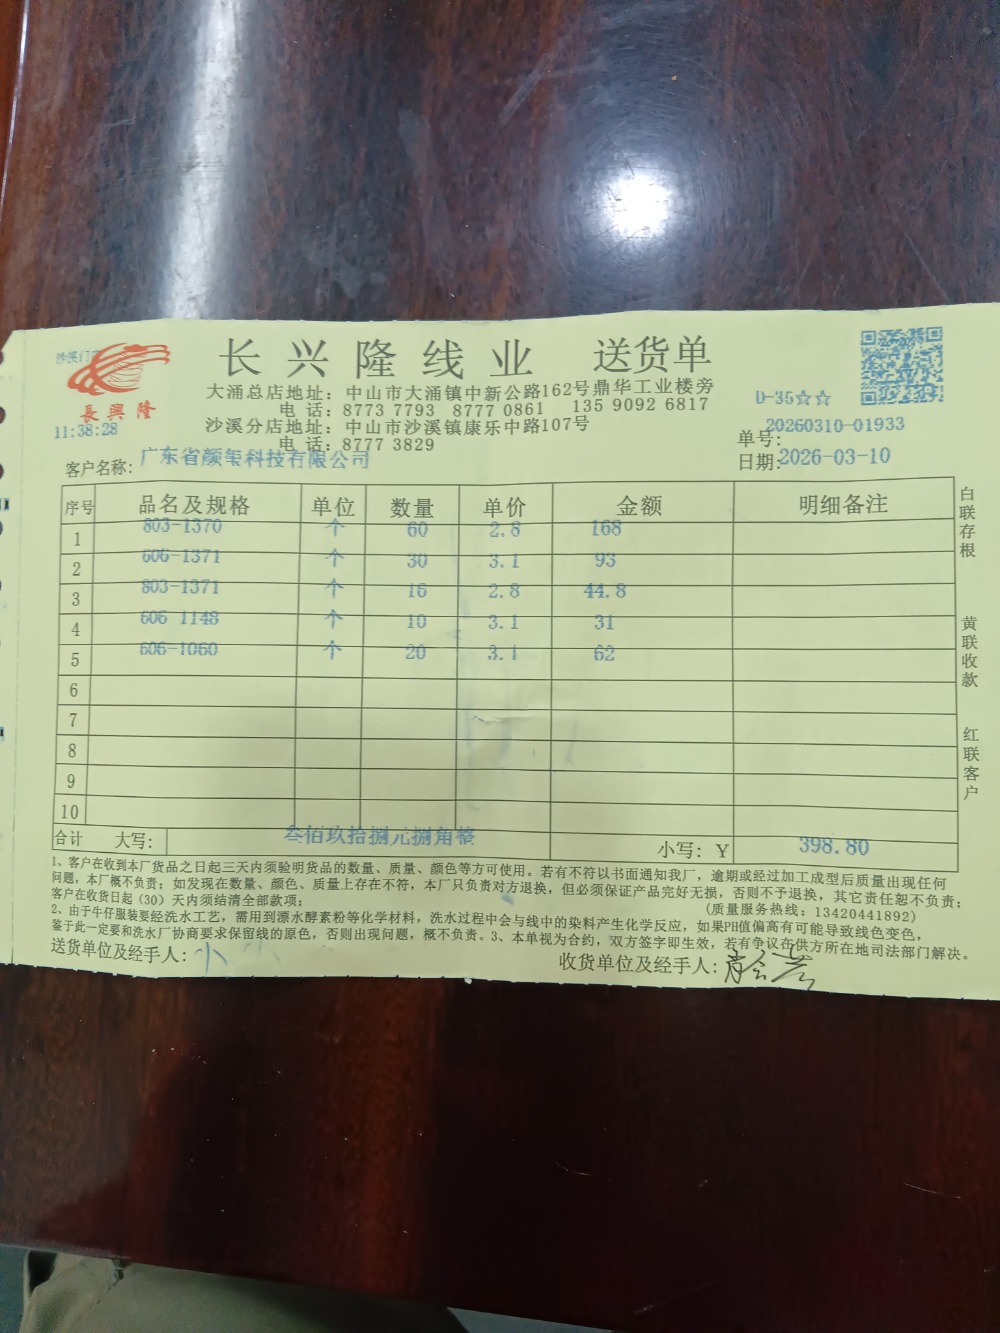 沙溪门
長興隆
11:38:28
长兴隆线业 送货单
大涌总店地址：中山市大涌镇中新公路162号鼎华工业楼旁
电 话：8773 7793 8777 0861 135 9092 6817
沙溪分店地址：中山市沙溪镇康乐中路107号
电 话：8777 3829
D-35☆☆
单号：20260310-01933
日期：2026-03-10
客户名称：广东省颜玺科技有限公司
序号 品名及规格 单位 数量 单价 金额 明细备注
1 803-1370 个 60 2.8 168
2 606-1371 个 30 3.1 93
3 803-1371 个 16 2.8 44.8
4 606 1148 个 10 3.1 31
5 606-1060 个 20 3.1 62
6
7
8
9
10
合计 大写： 叁佰玖拾捌元捌角整 小写：Y 398.80
白联存根
黄联收款
红联客户
1、客户在收到本厂货品之日起三天内须验明货品的数量、质量、颜色等方可使用。若有不符以书面通知我厂，逾期或经过加工成型后质量出现任何
问题，本厂概不负责；如发现在数量、颜色、质量上存在不符，本厂只负责对方退换，但必须保证产品完好无损，否则不予退换，其它责任恕不负责；
客户在收货日起（30）天内须结清全部款项； （质量服务热线：13420441892）
2、由于牛仔服装要经洗水工艺，需用到漂水酵素粉等化学材料，洗水过程中会与线中的染料产生化学反应，如果PH值偏高有可能导致线色变色，
鉴于此一定要和洗水厂协商要求保留线的原色，否则出现问题，概不负责。3、本单视为合约，双方签字即生效，若有争议在供方所在地司法部门解决。
送货单位及经手人：小 收货单位及经手人：